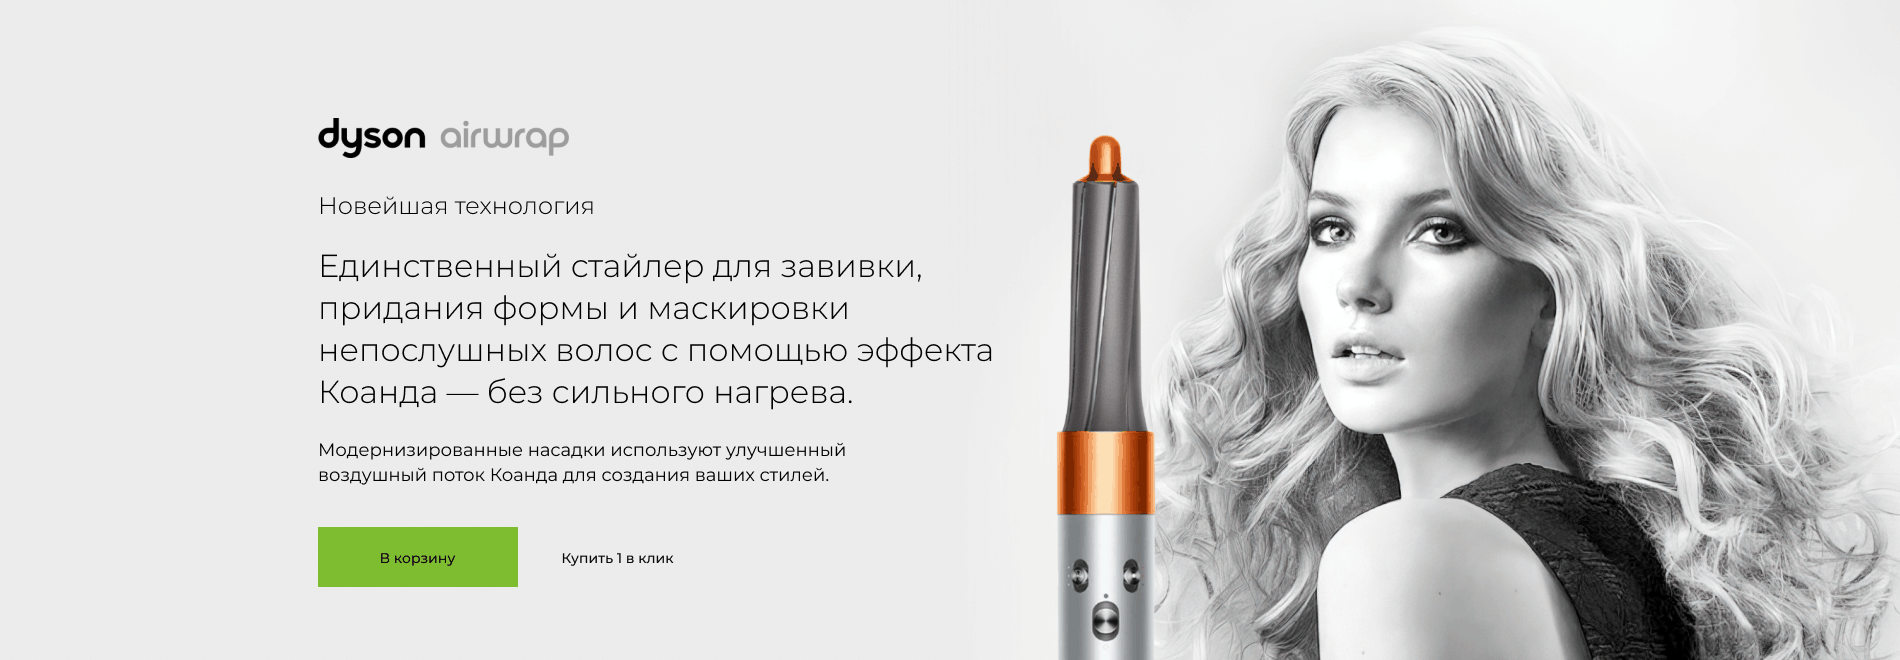 dyson airwrap
Новейшая технология
Единственный стайлер для завивки,
придания формы и маскировки
непослушных волос с помощью эффекта
Коанда — без сильного нагрева.
Модернизированные насадки используют улучшенный
воздушный поток Коанда для создания ваших стилей.
В корзину
Купить 1 в клик